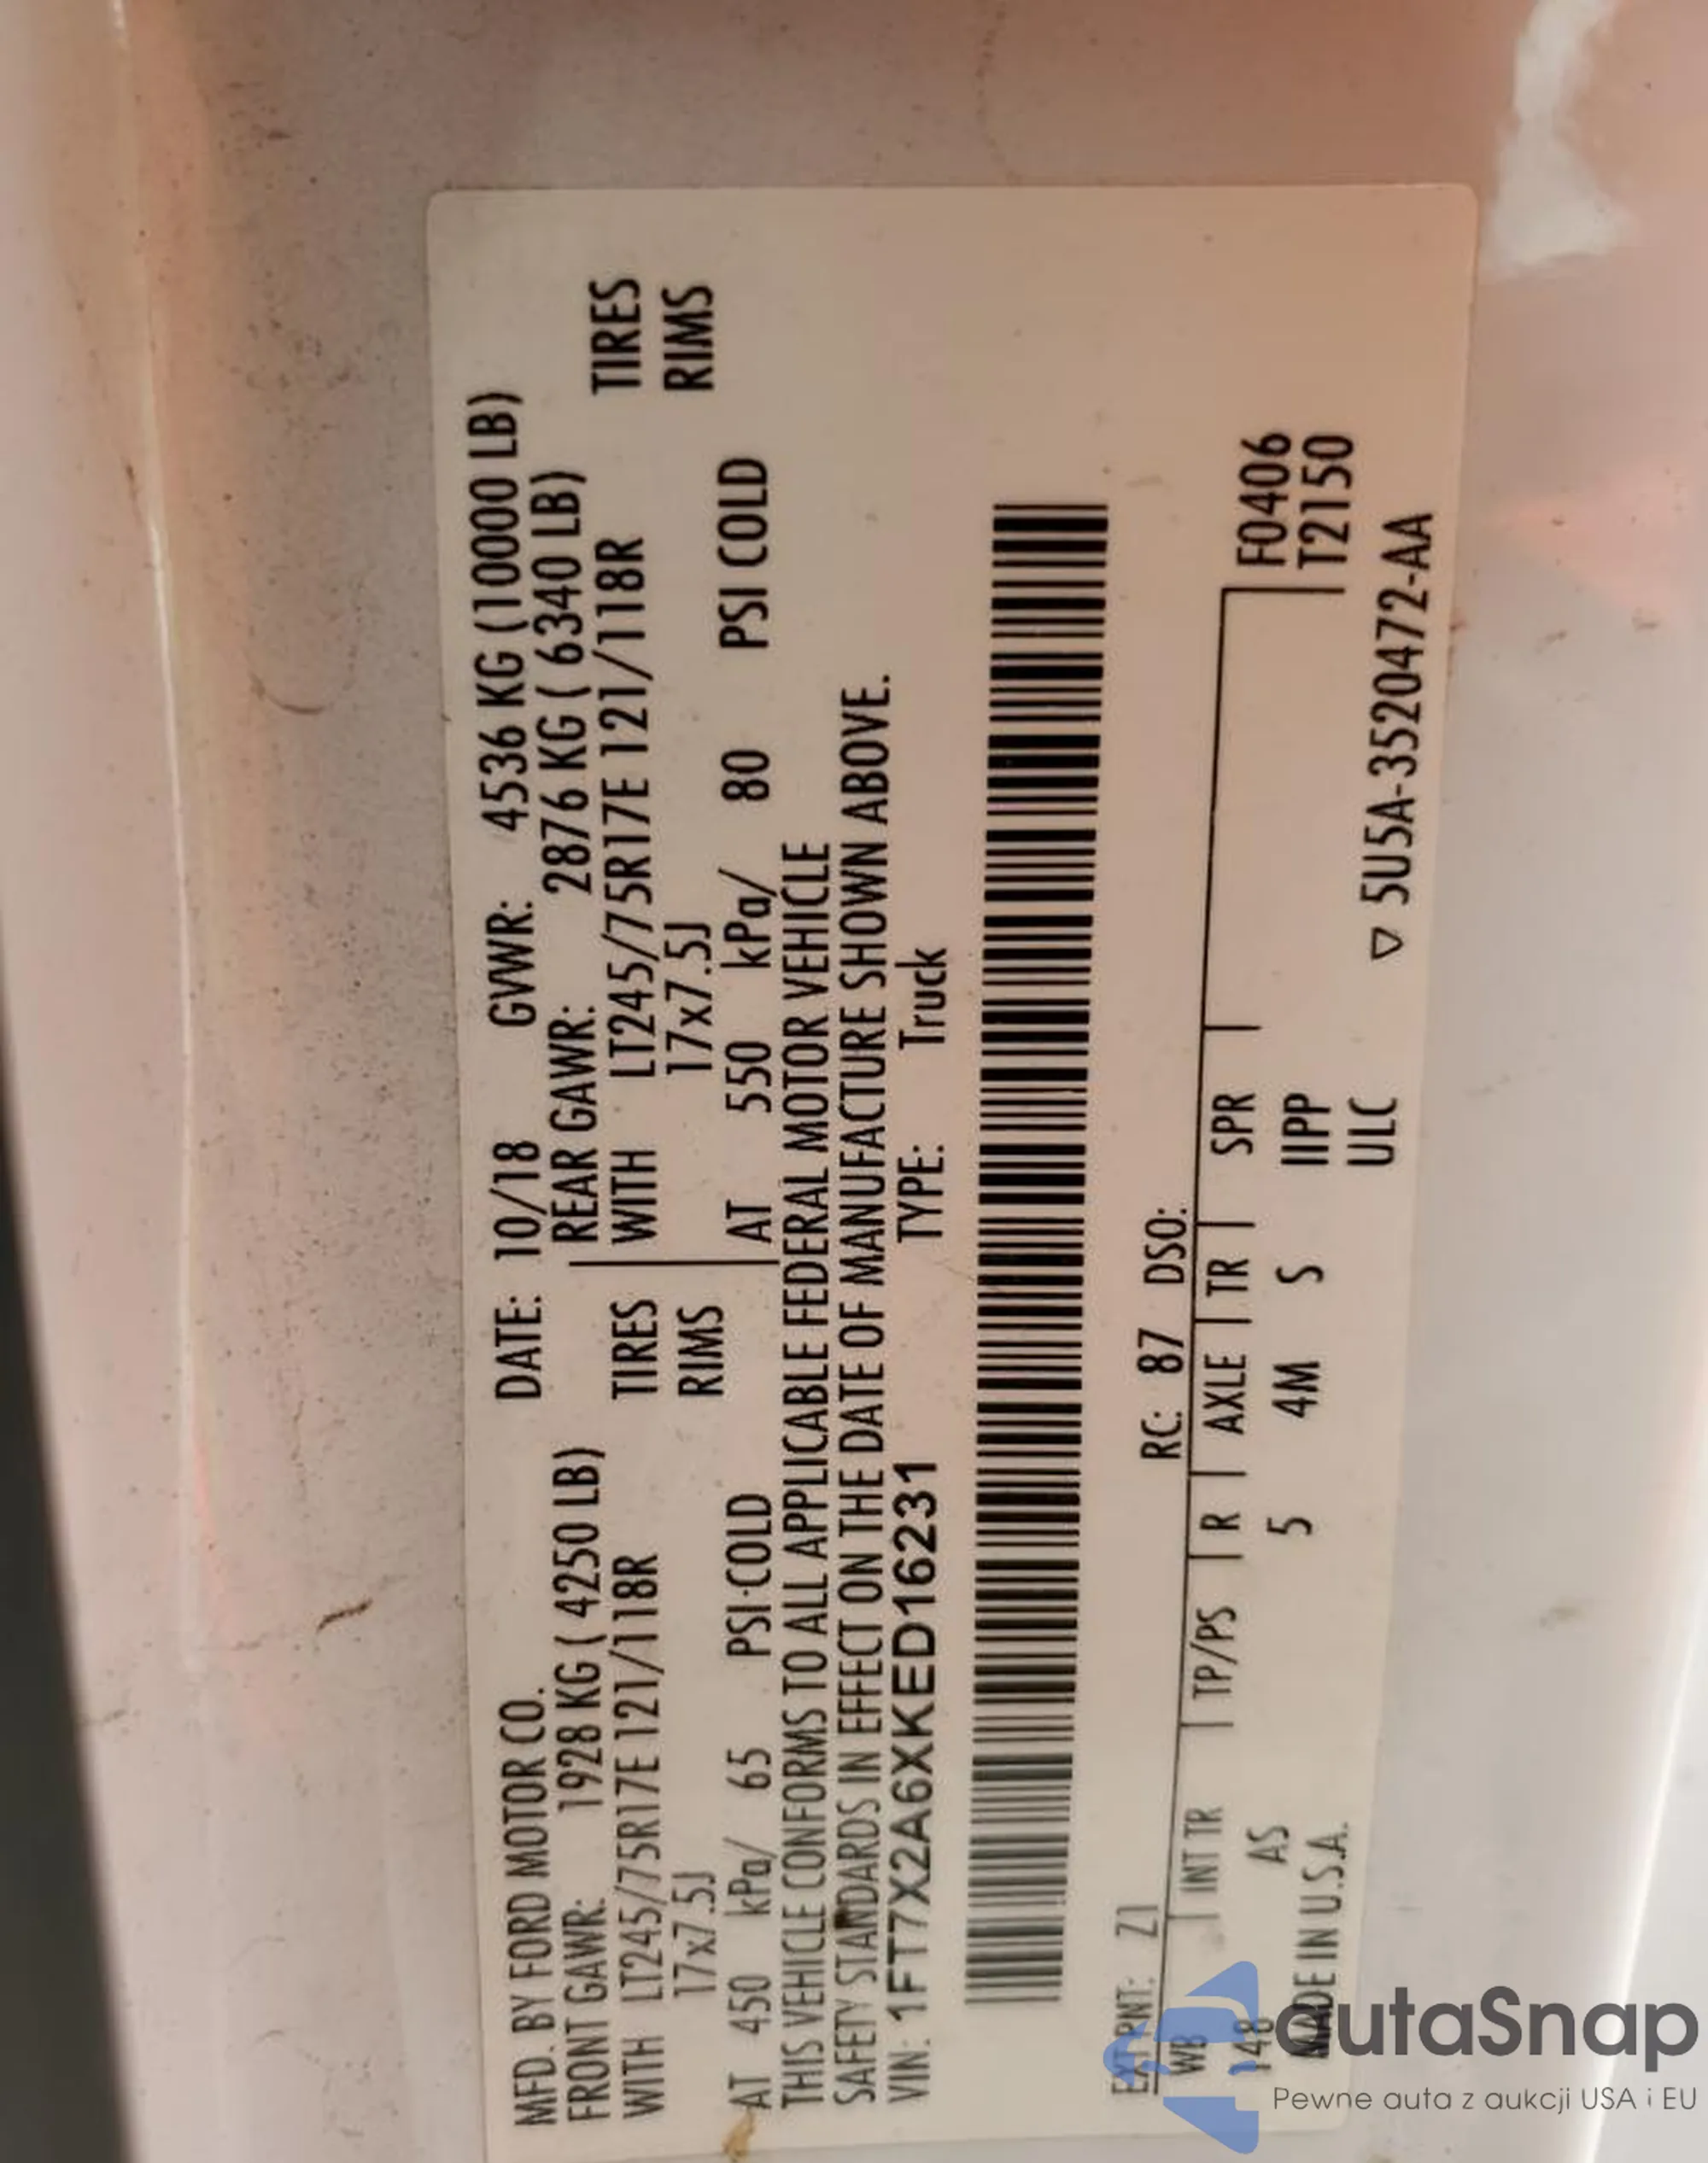 MFD. BY FORD MOTOR CO. DATE: 10/18 GVWR: 4536 KG (10000 LB)
FRONT GAWR: 1928 KG ( 4250 LB) REAR GAWR: 2876 KG ( 6340 LB)
WITH LT245/75R17E 121/118R TIRES WITH LT245/75R17E 121/118R TIRES
17x7.5J RIMS 17x7.5J RIMS
AT 450 kPa/ 65 PSI COLD AT 550 kPa/ 80 PSI COLD
THIS VEHICLE CONFORMS TO ALL APPLICABLE FEDERAL MOTOR VEHICLE
SAFETY STANDARDS IN EFFECT ON THE DATE OF MANUFACTURE SHOWN ABOVE.
VIN: 1FT7X2A6XKED16231 TYPE: Truck
EXT PNT: Z1 RC: 87 DSO:
WB INT TR TP/PS R AXLE TR SPR F0406
148 AS 5 4M S IIPP T2150
MADE IN U.S.A. ULC
▽ 5U5A-3520472-AA
autaSnap
Pewne auta z aukcji USA i EU